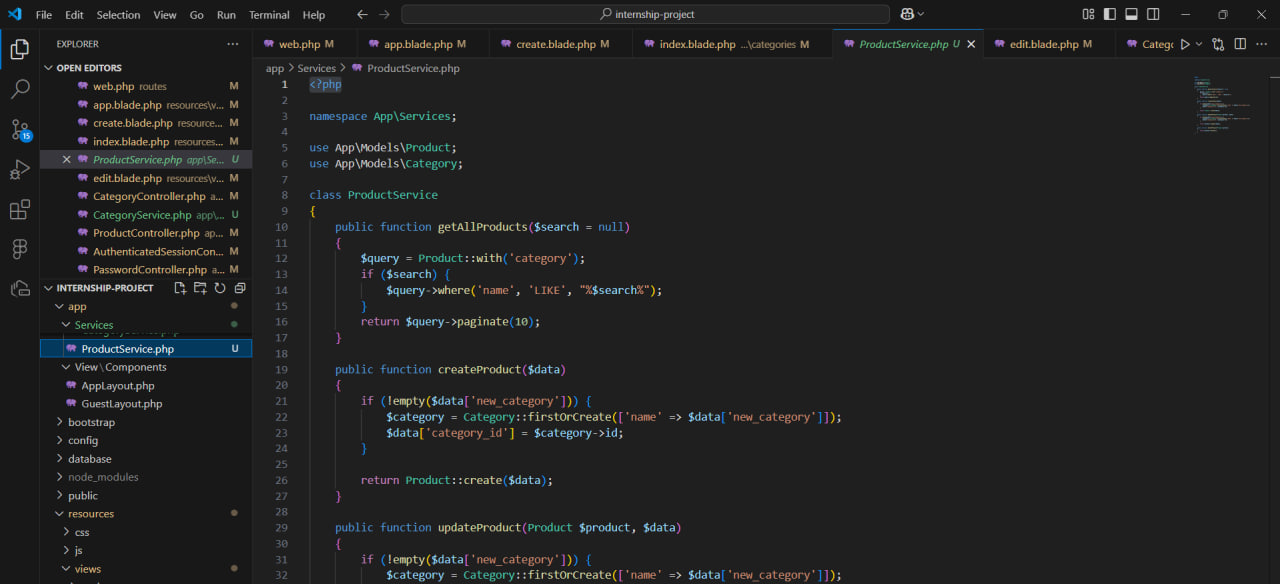 File Edit Selection View Go Run Terminal Help
internship-project
EXPLORER
web.php M
app.blade.php M
create.blade.php M
index.blade.php ...\categories M
ProductService.php U
edit.blade.php M
Catego
OPEN EDITORS
web.php routes M
app.blade.php resources\v... M
create.blade.php resource... M
index.blade.php resources... M
ProductService.php app\Se... U
edit.blade.php resources\v... M
CategoryController.php a... M
CategoryService.php app\... U
ProductController.php ap... M
AuthenticatedSessionCon... M
PasswordController.php a... M
INTERNSHIP-PROJECT
app
Services
CategoryService.php
ProductService.php U
View\Components
AppLayout.php
GuestLayout.php
bootstrap
config
database
node_modules
public
resources
css
js
views
15
app > Services > ProductService.php
1 <?php
2
3 namespace App\Services;
4
5 use App\Models\Product;
6 use App\Models\Category;
7
8 class ProductService
9 {
10 public function getAllProducts($search = null)
11 {
12 $query = Product::with('category');
13 if ($search) {
14 $query->where('name', 'LIKE', "%$search%");
15 }
16 return $query->paginate(10);
17 }
18
19 public function createProduct($data)
20 {
21 if (!empty($data['new_category'])) {
22 $category = Category::firstOrCreate(['name' => $data['new_category']]);
23 $data['category_id'] = $category->id;
24 }
25
26 return Product::create($data);
27 }
28
29 public function updateProduct(Product $product, $data)
30 {
31 if (!empty($data['new_category'])) {
32 $category = Category::firstOrCreate(['name' => $data['new_category']]);